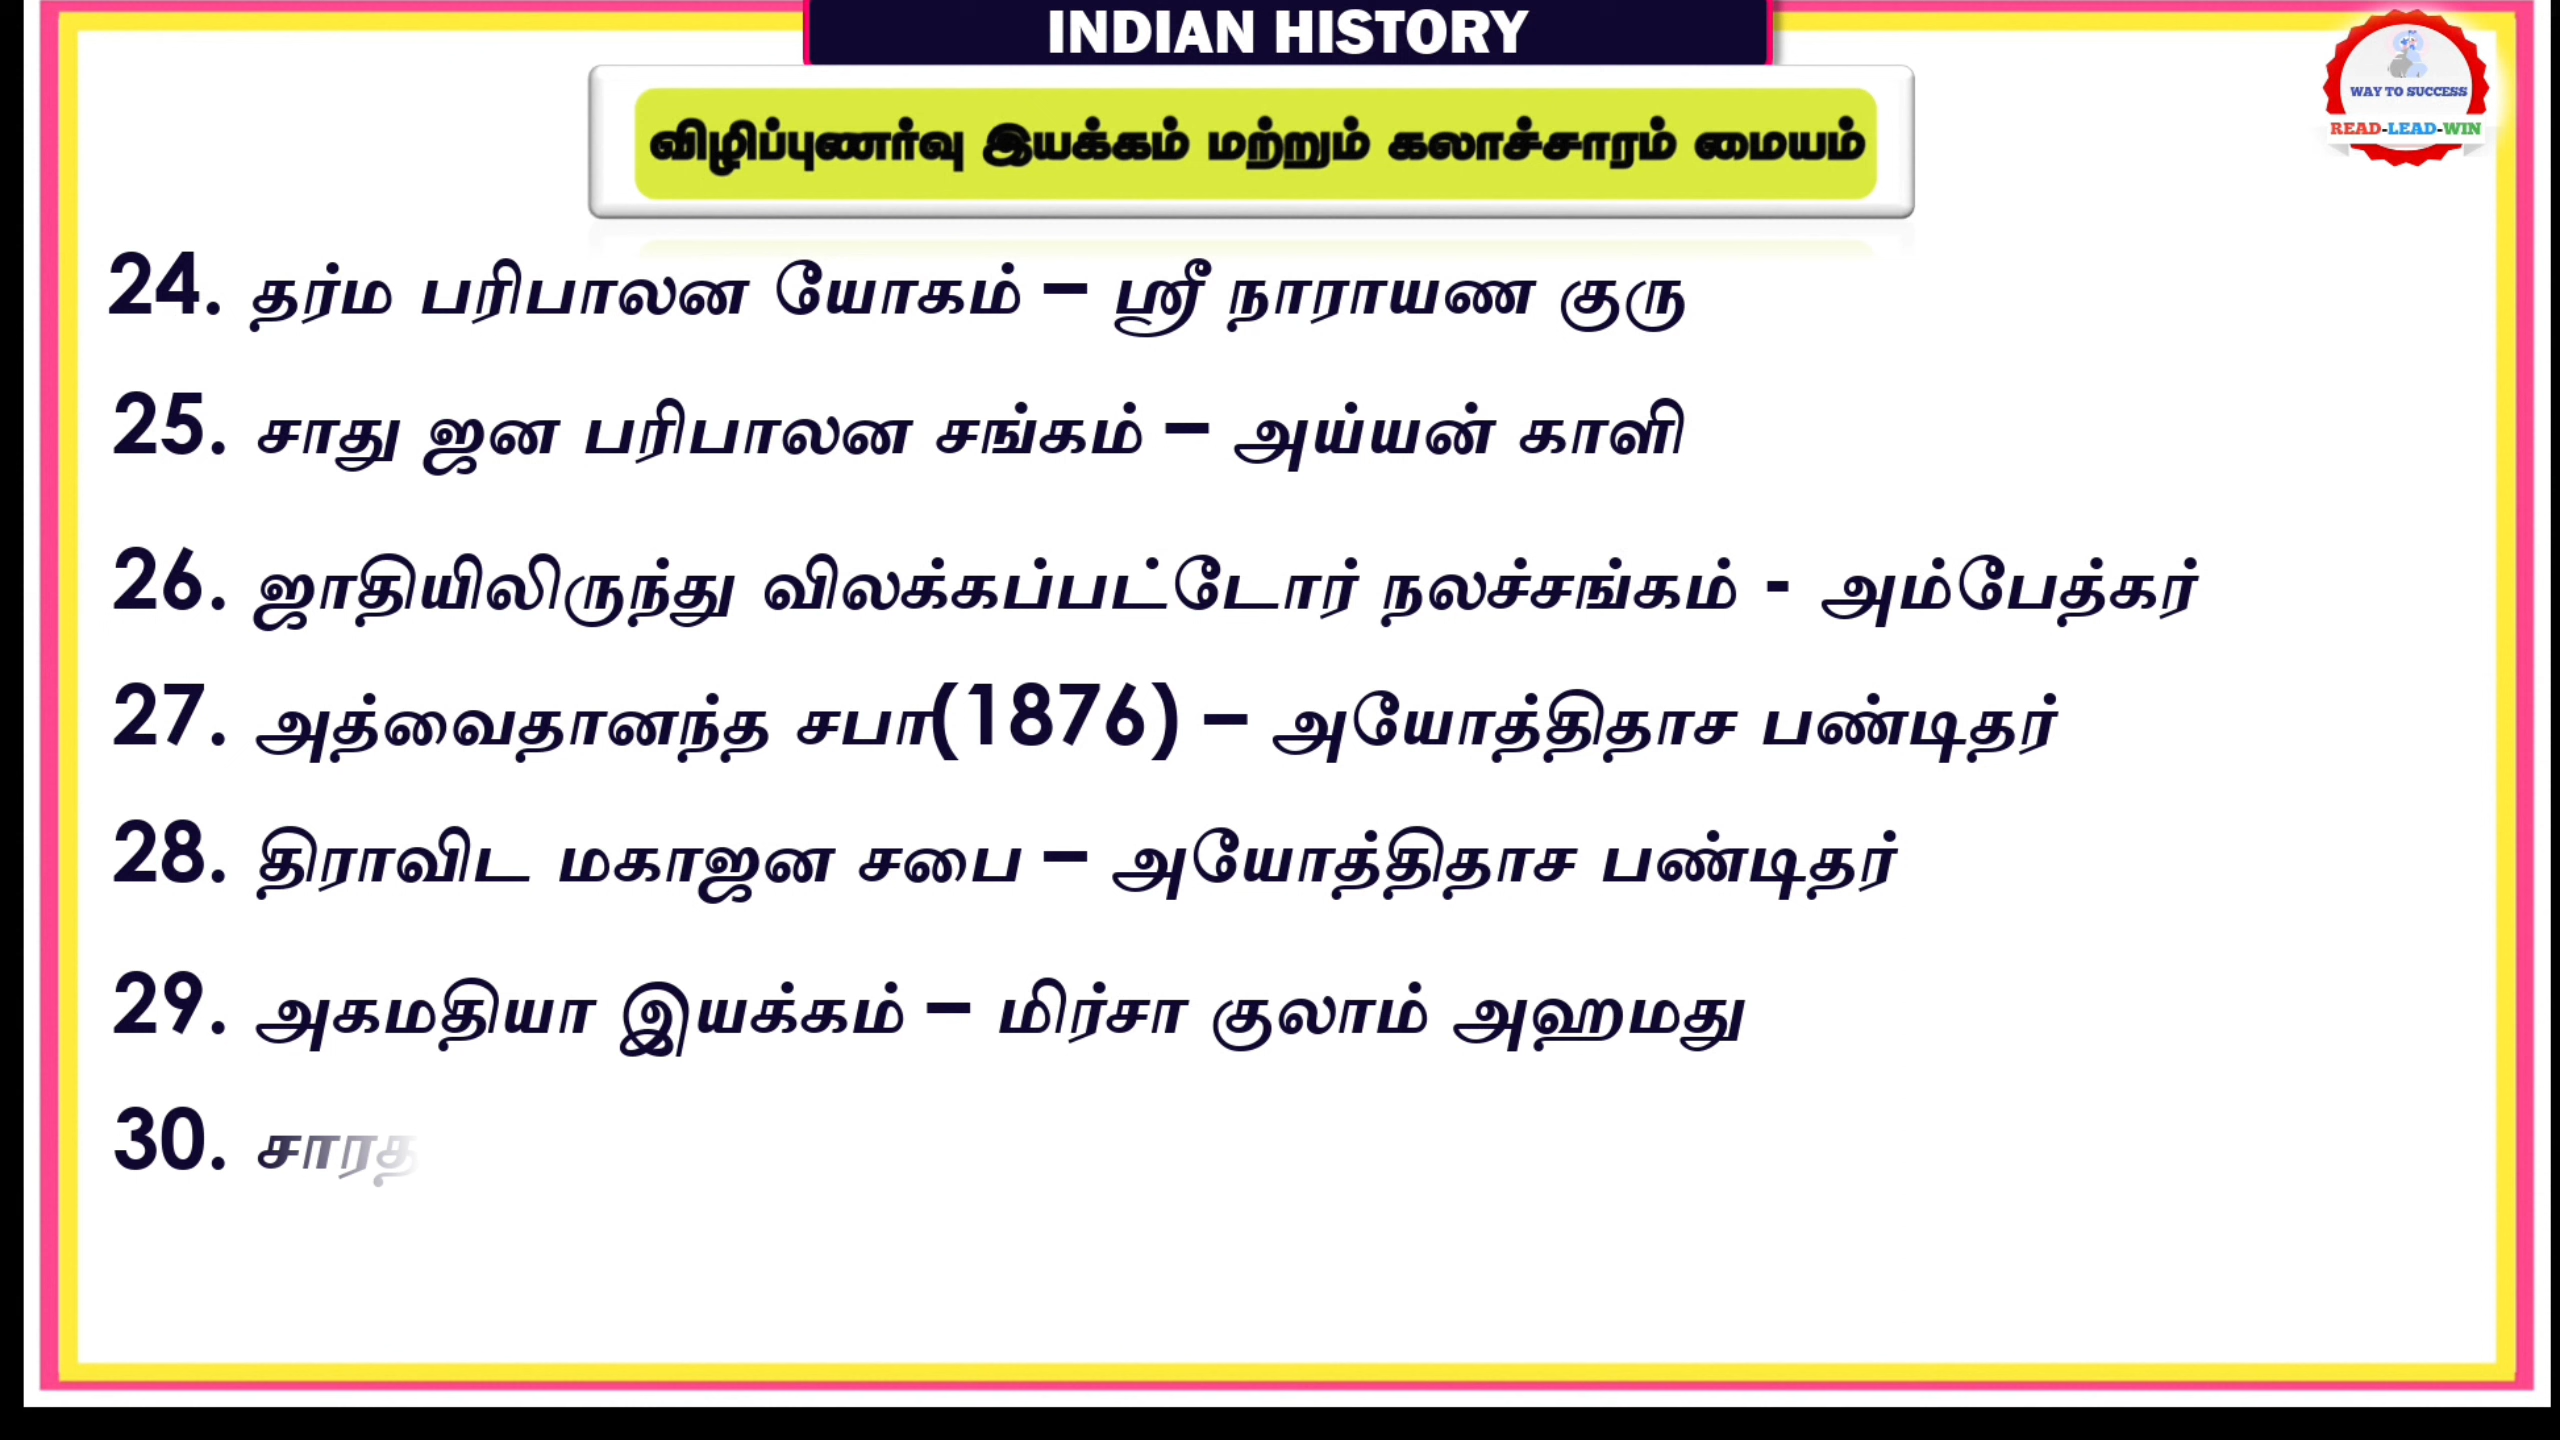 INDIAN HISTORY
விழிப்புணர்வு இயக்கம் மற்றும் கலாச்சாரம் மையம்
WAY TO SUCCESS
READ-LEAD-WIN
24. தர்ம பரிபாலன யோகம் – ஸ்ரீ நாராயண குரு
25. சாது ஜன பரிபாலன சங்கம் – அய்யன் காளி
26. ஜாதியிலிருந்து விலக்கப்பட்டோர் நலச்சங்கம் - அம்பேத்கர்
27. அத்வைதானந்த சபா(1876) – அயோத்திதாச பண்டிதர்
28. திராவிட மகாஜன சபை – அயோத்திதாச பண்டிதர்
29. அகமதியா இயக்கம் – மிர்சா குலாம் அஹமது
30.